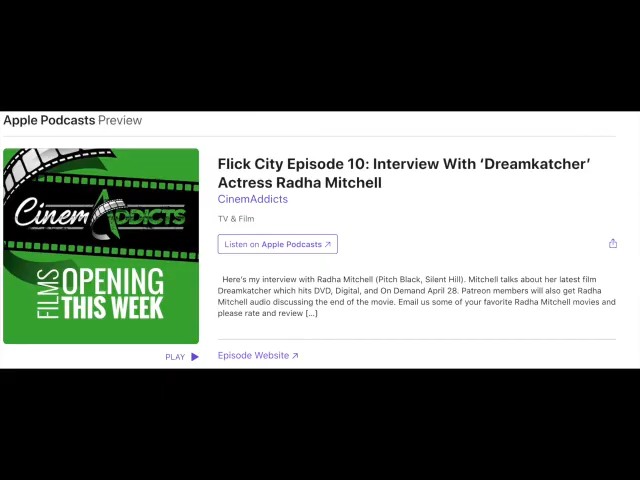 Apple Podcasts Preview
CinemAddicts
FILMS OPENING
THIS WEEK
PLAY
Flick City Episode 10: Interview With ‘Dreamkatcher’
Actress Radha Mitchell
CinemAddicts
TV & Film
Listen on Apple Podcasts ↗
Here's my interview with Radha Mitchell (Pitch Black, Silent Hill). Mitchell talks about her latest film
Dreamkatcher which hits DVD, Digital, and On Demand April 28. Patreon members will also get Radha
Mitchell audio discussing the end of the movie. Email us some of your favorite Radha Mitchell movies and
please rate and review [...]
Episode Website ↗